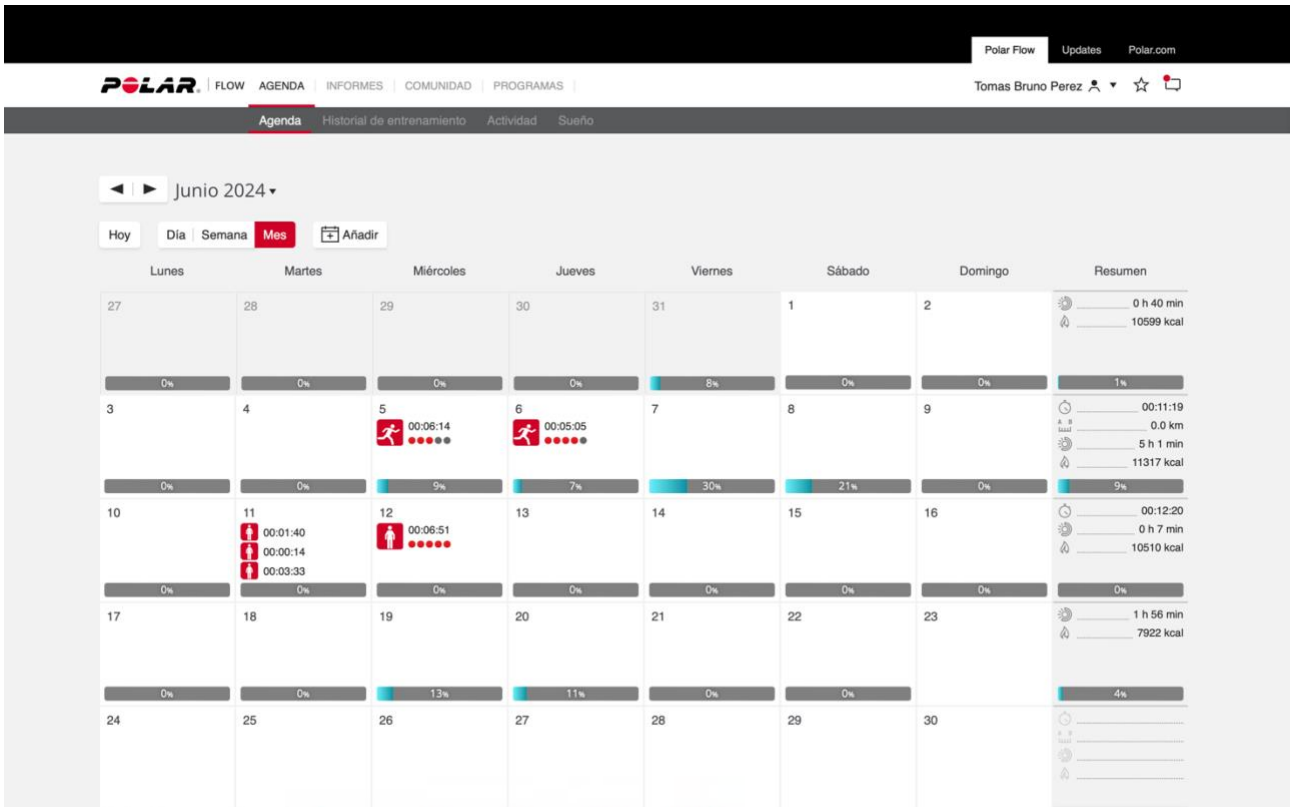 Polar Flow Updates Polar.com
POLAR. FLOW AGENDA INFORMES COMUNIDAD PROGRAMAS Tomas Bruno Perez
Agenda Historial de entrenamiento Actividad Sueño
Junio 2024
Hoy Día Semana Mes Añadir
Lunes Martes Miércoles Jueves Viernes Sábado Domingo Resumen
27 28 29 30 31 1 2 0 h 40 min
10599 kcal
0% 0% 0% 0% 8% 0% 0% 1%
3 4 5 6 7 8 9 00:11:19
00:06:14 00:05:05 0.0 km
5 h 1 min
11317 kcal
0% 0% 9% 7% 30% 21% 0% 9%
10 11 12 13 14 15 16 00:12:20
00:01:40 00:06:51 0 h 7 min
00:00:14 10510 kcal
00:03:33
0% 0% 0% 0% 0% 0% 0% 0%
17 18 19 20 21 22 23 1 h 56 min
7922 kcal
0% 0% 13% 11% 0% 0% 4%
24 25 26 27 28 29 30